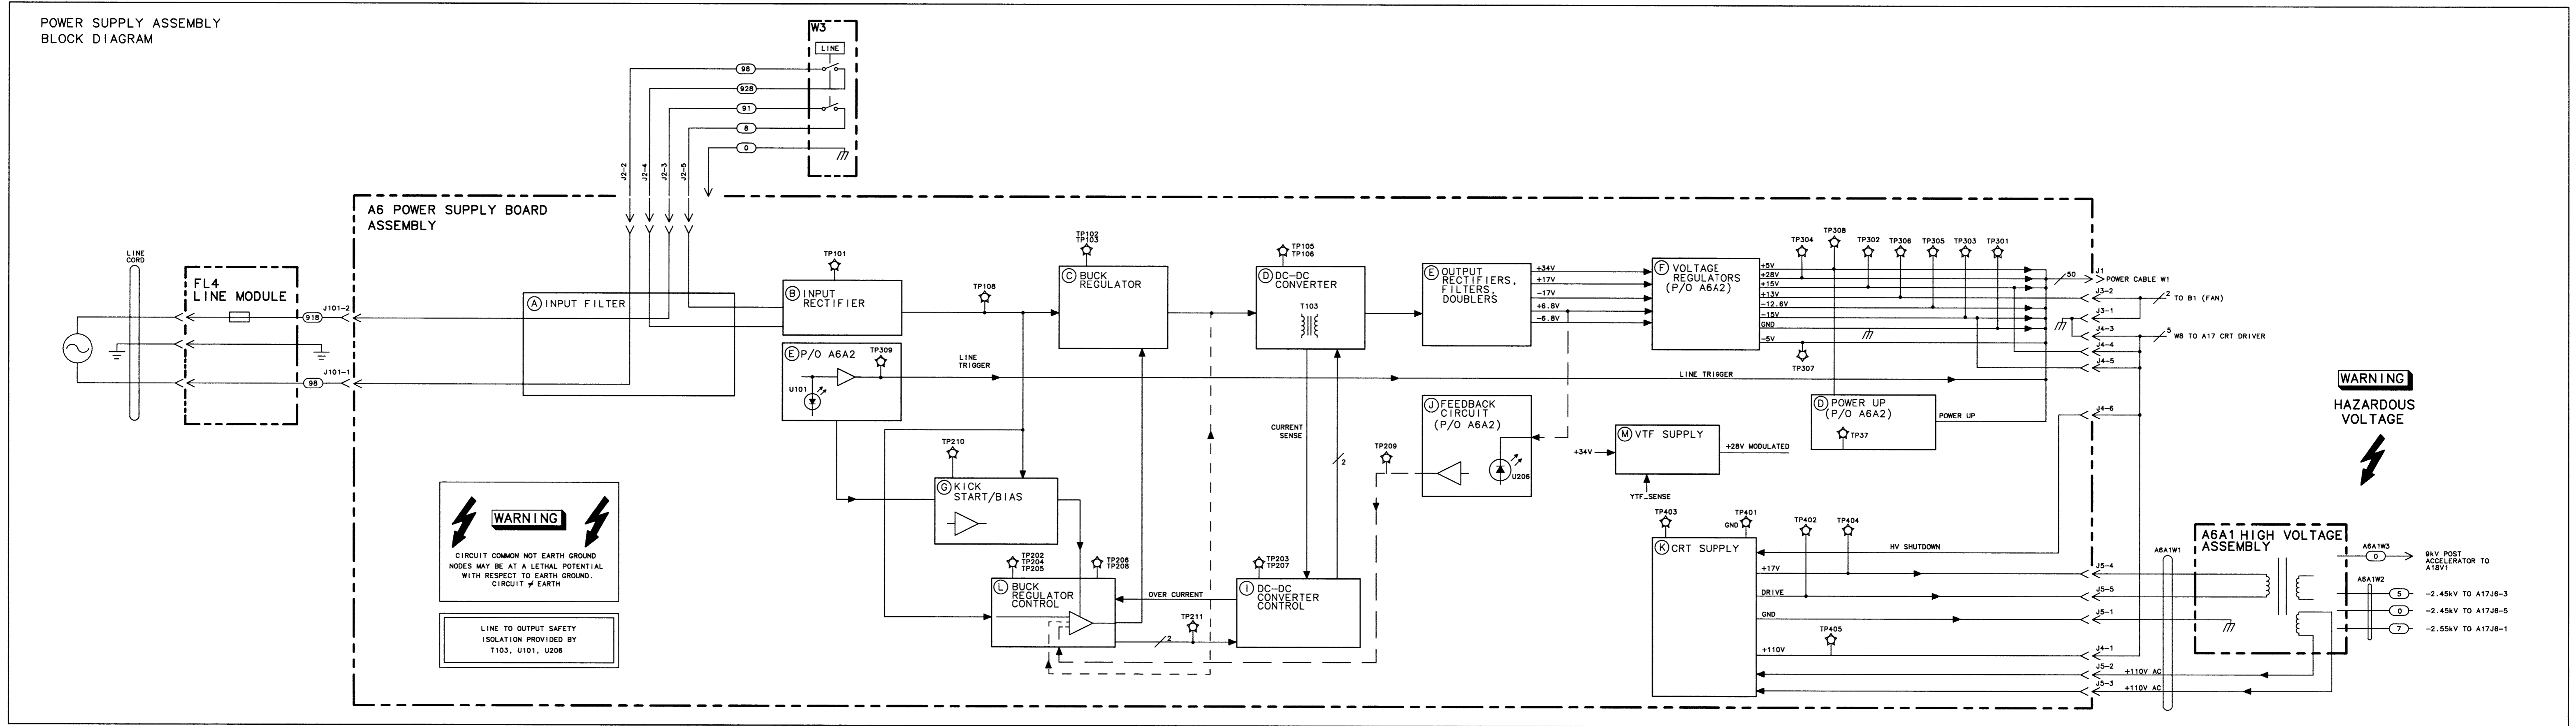 POWER SUPPLY ASSEMBLY
BLOCK DIAGRAM
W3
LINE
98
928
91
8
0
J2-2
J2-4
J2-3
J2-5
A6 POWER SUPPLY BOARD
ASSEMBLY
LINE
CORD
FL4
LINE MODULE
918
J101-2
98
J101-1
A INPUT FILTER
TP101
B INPUT
RECTIFIER
TP108
TP102
TP103
C BUCK
REGULATOR
TP105
TP106
D DC-DC
CONVERTER
T103
E OUTPUT
RECTIFIERS,
FILTERS,
DOUBLERS
+34V
+17V
-17V
+6.8V
-6.8V
F VOLTAGE
REGULATORS
(P/O A6A2)
+5V
+28V
+15V
+13V
-12.6V
-15V
GND
-5V
TP304
TP308
TP302
TP306
TP305
TP303
TP301
TP307
50
J1
POWER CABLE W1
J3-2
2
TO B1 (FAN)
J3-1
J4-3
5
W8 TO A17 CRT DRIVER
J4-4
J4-5
E P/O A6A2
TP309
U101
LINE
TRIGGER
LINE TRIGGER
D POWER UP
(P/O A6A2)
TP37
POWER UP
J4-6
WARNING
HAZARDOUS
VOLTAGE
J FEEDBACK
CIRCUIT
(P/O A6A2)
U206
TP209
CURRENT
SENSE
2
M VTF SUPPLY
+34V
+28V MODULATED
YTF_SENSE
TP210
G KICK
START/BIAS
WARNING
CIRCUIT COMMON NOT EARTH GROUND
NODES MAY BE AT A LETHAL POTENTIAL
WITH RESPECT TO EARTH GROUND.
CIRCUIT ≠ EARTH
LINE TO OUTPUT SAFETY
ISOLATION PROVIDED BY
T103, U101, U206
TP202
TP204
TP205
TP206
TP208
L BUCK
REGULATOR
CONTROL
OVER CURRENT
2
TP211
TP203
TP207
I DC-DC
CONVERTER
CONTROL
TP403
GND
TP401
TP402
TP404
K CRT SUPPLY
HV SHUTDOWN
+17V
DRIVE
GND
TP405
+110V
J5-4
J5-5
J5-1
J4-1
J5-2
+110V AC
J5-3
+110V AC
A6A1W1
A6A1 HIGH VOLTAGE
ASSEMBLY
A6A1W3
0
9kV POST
ACCELERATOR TO
A18V1
A6A1W2
5
-2.45kV TO A17J6-3
0
-2.45kV TO A17J6-5
7
-2.55kV TO A17J6-1